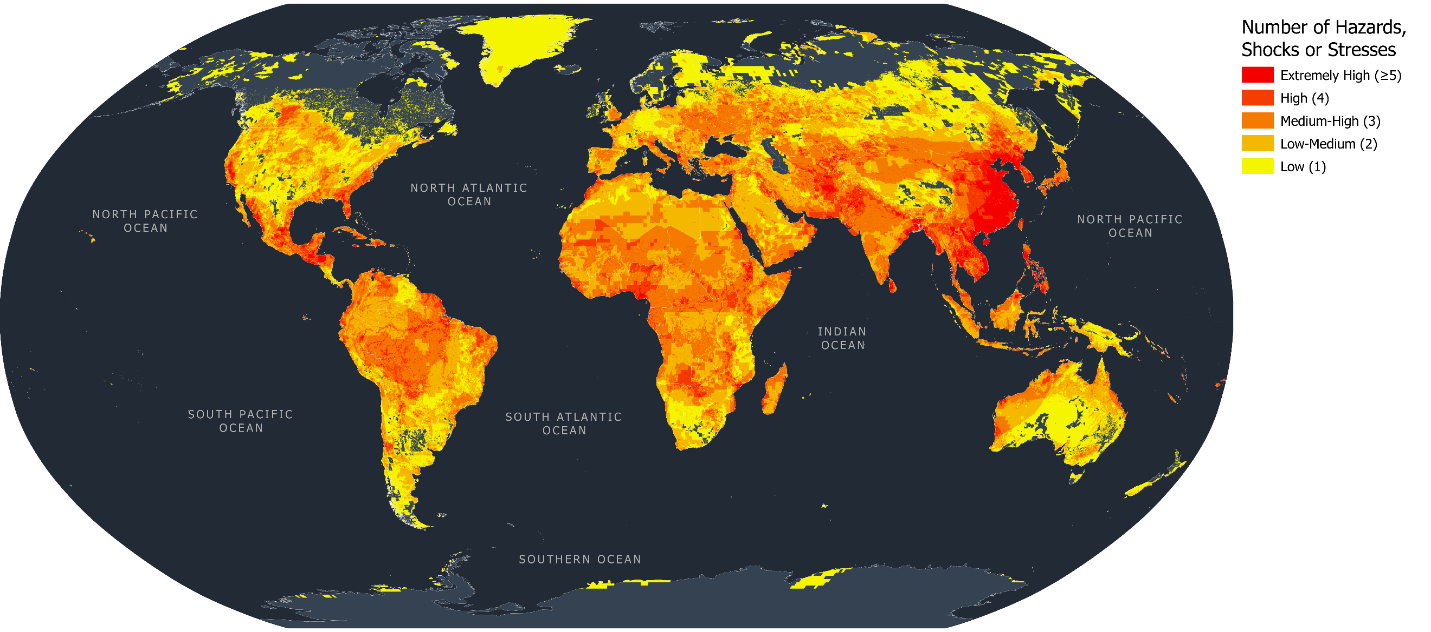 Number of Hazards,
Shocks or Stresses
Extremely High (≥5)
High (4)
Medium-High (3)
Low-Medium (2)
Low (1)
NORTH ATLANTIC
OCEAN
NORTH PACIFIC
OCEAN
NORTH PACIFIC
OCEAN
INDIAN
OCEAN
SOUTH PACIFIC
OCEAN
SOUTH ATLANTIC
OCEAN
SOUTHERN OCEAN